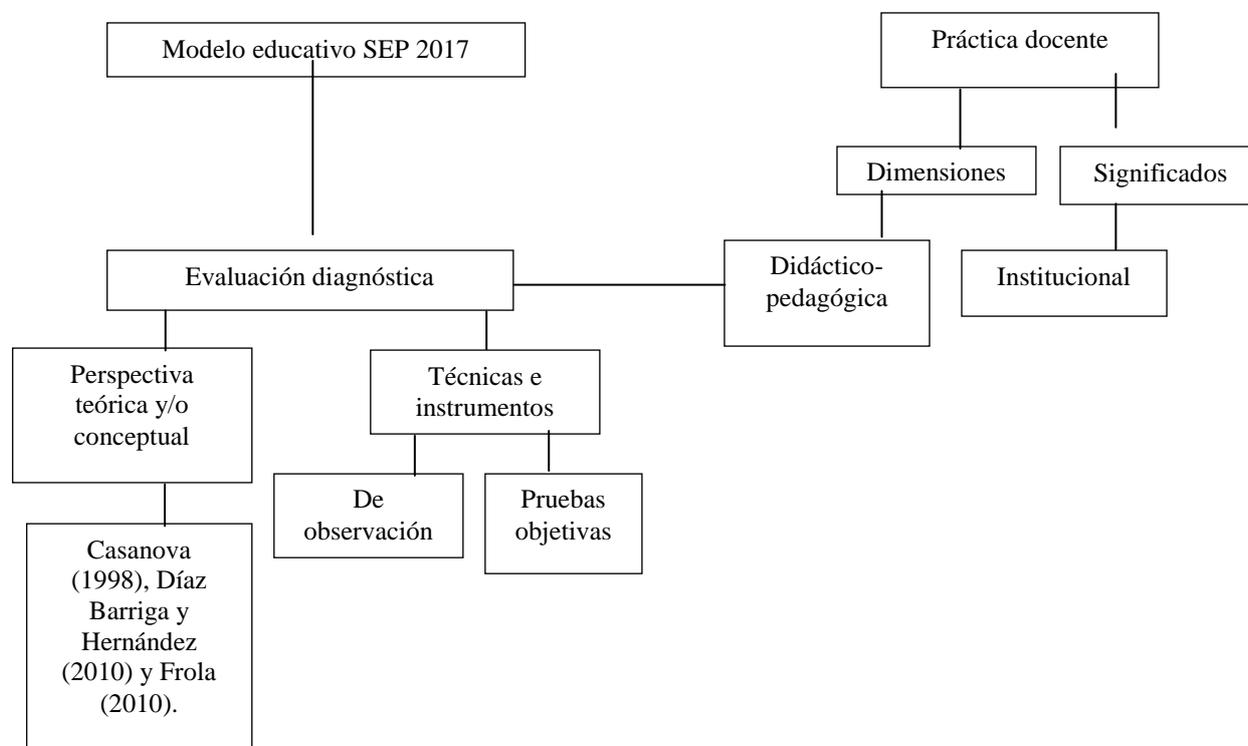 Modelo educativo SEP 2017
Práctica docente
Dimensiones
Significados
Evaluación diagnóstica
Didáctico-
pedagógica
Institucional
Perspectiva
teórica y/o
conceptual
Técnicas e
instrumentos
De
observación
Pruebas
objetivas
Casanova
(1998), Díaz
Barriga y
Hernández
(2010) y Frola
(2010).